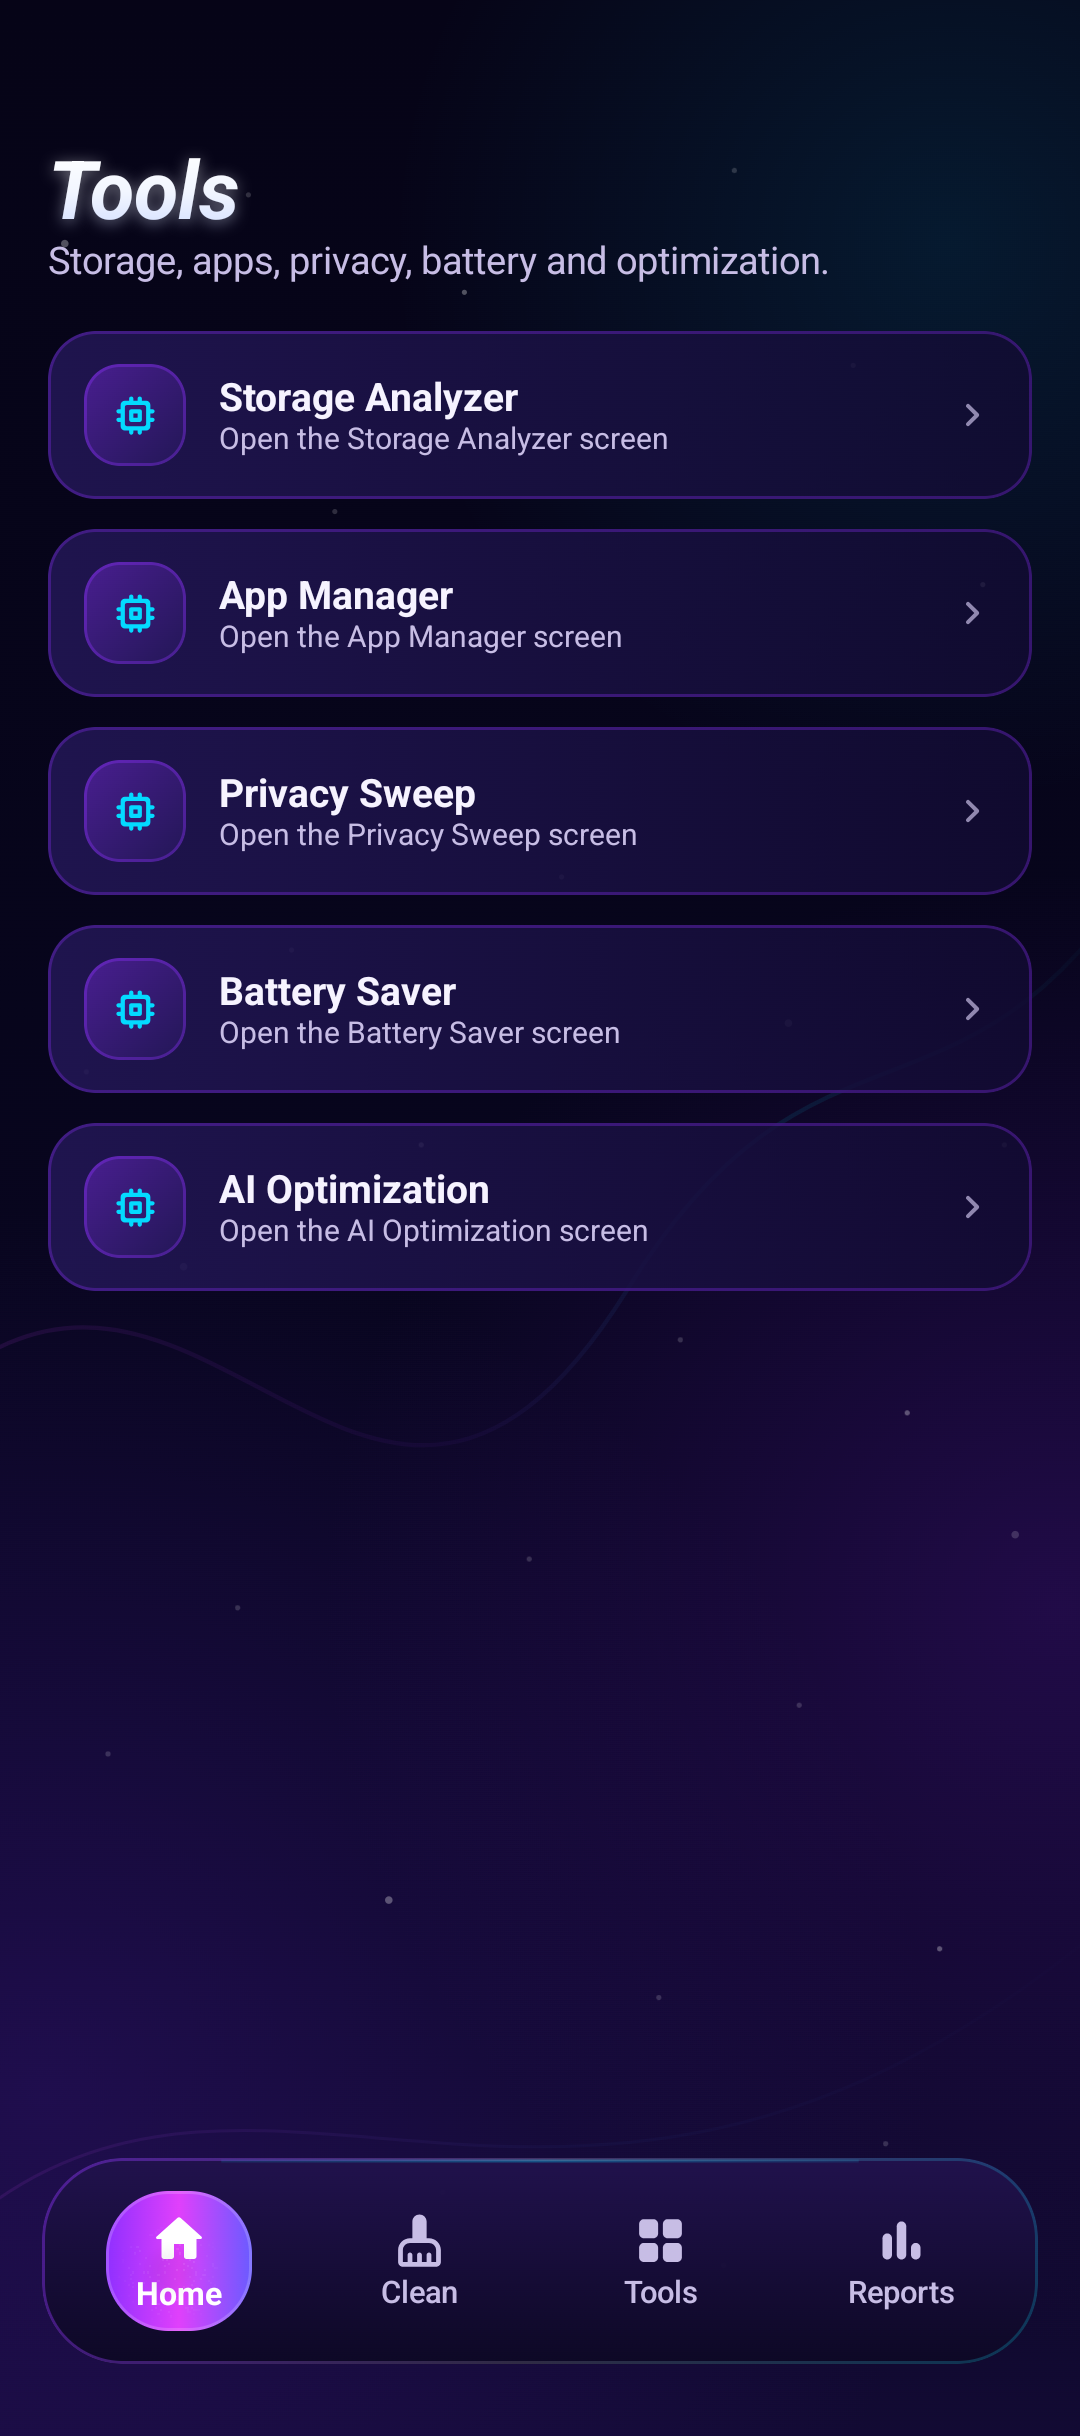 Tools
Storage, apps, privacy, battery and optimization.
Storage Analyzer
Open the Storage Analyzer screen
App Manager
Open the App Manager screen
Privacy Sweep
Open the Privacy Sweep screen
Battery Saver
Open the Battery Saver screen
AI Optimization
Open the AI Optimization screen
Home
Clean
Tools
Reports